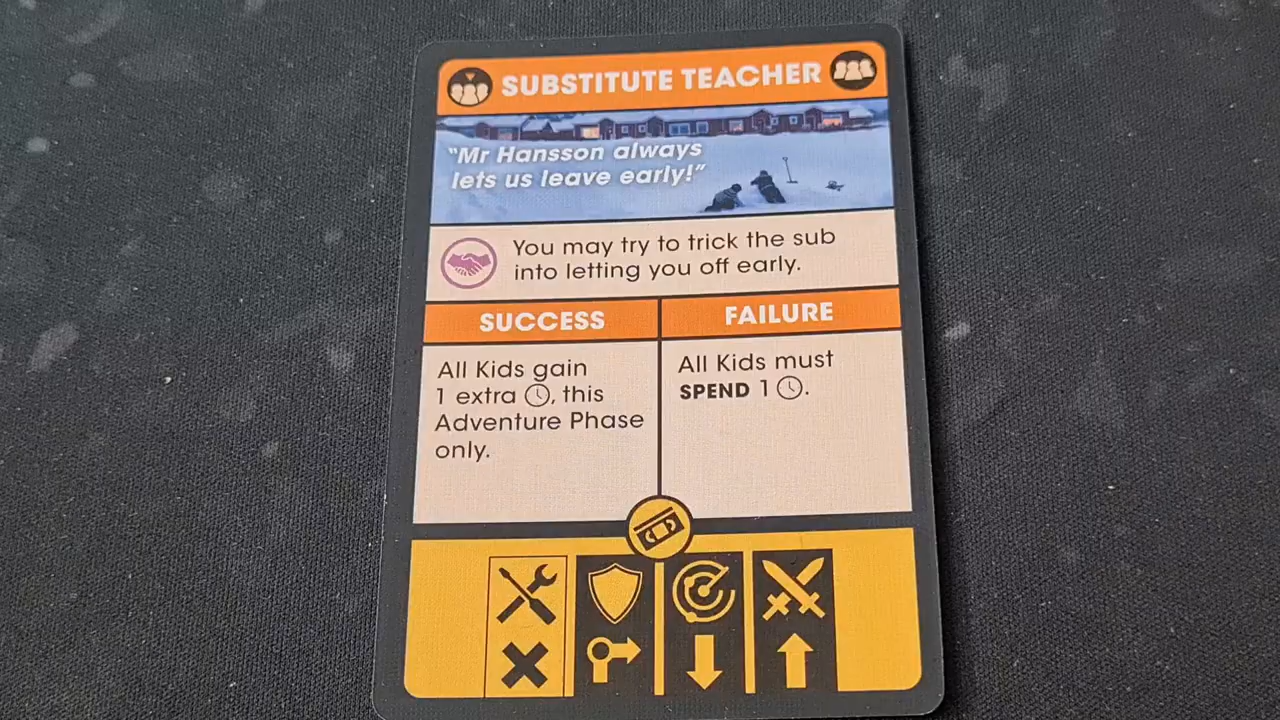 SUBSTITUTE TEACHER
"Mr Hansson always
lets us leave early!"
You may try to trick the sub
into letting you off early.
SUCCESS
FAILURE
All Kids gain
1 extra , this
Adventure Phase
only.
All Kids must
SPEND 1 .